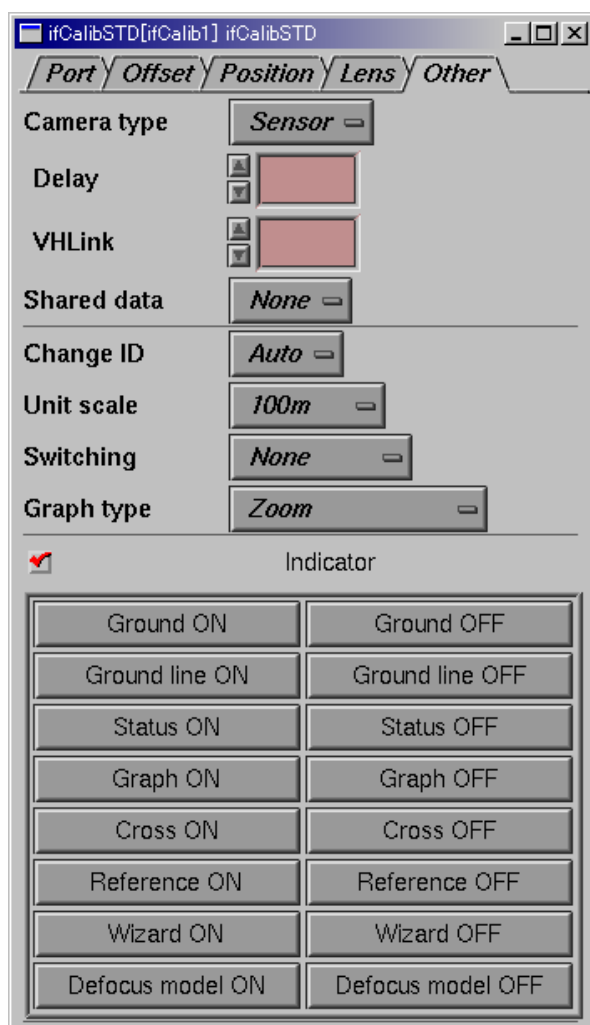 ifCalibSTD[ifCalib1] ifCalibSTD
Port Offset Position Lens Other
Camera type Sensor
Delay
VHLink
Shared data None
Change ID Auto
Unit scale 100m
Switching None
Graph type Zoom
Indicator
Ground ON Ground OFF
Ground line ON Ground line OFF
Status ON Status OFF
Graph ON Graph OFF
Cross ON Cross OFF
Reference ON Reference OFF
Wizard ON Wizard OFF
Defocus model ON Defocus model OFF